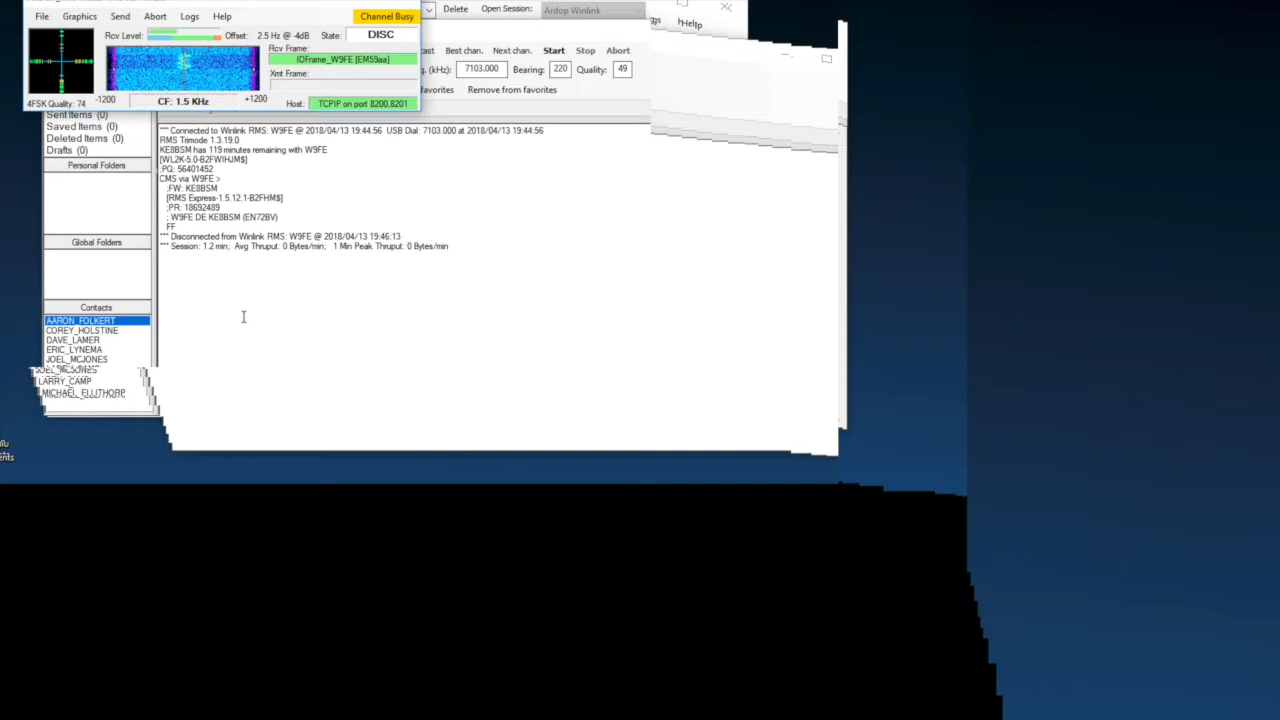 Delete Open Session: Ardop Winlink
File Graphics Send Abort Logs Help Channel Busy
Help
Rcv Level: Offset: 2.5 Hz @ -4dB State: DISC
Rcv Frame:
IDFrame_W9FE [EM59aa]
Xmt Frame:
4FSK Quality: 74 -1200 CF: 1.5 KHz +1200 Host: TCPIP on port 8200,8201
Best chan. Next chan. Start Stop Abort
(kHz): 7103.000 Bearing: 220 Quality: 49
Remove from favorites
Sent Items (0)
Saved Items (0)
Deleted Items (0)
Drafts (0)
Personal Folders
Global Folders
Contacts
AARON_FOLKERT
COREY_HOLSTINE
DAVE_LAMER
ERIC_LYNEMA
JOEL_MCJONES
LARRY_CAMP
*** Connected to Winlink RMS: W9FE @ 2018/04/13 19:44:56 USB Dial: 7103.000 at 2018/04/13 19:44:56
RMS Trimode 1.3.19.0
KE8BSM has 119 minutes remaining with W9FE
[WL2K-5.0-B2FWIHJM$]
;PQ: 56401452
CMS via W9FE >
;FW: KE8BSM
[RMS Express-1.5.12.1-B2FHM$]
;PR: 18692489
; W9FE DE KE8BSM (EN72BV)
FF
*** Disconnected from Winlink RMS: W9FE @ 2018/04/13 19:46:13
*** Session: 1.2 min; Avg Thruput: 0 Bytes/min; 1 Min Peak Thruput: 0 Bytes/min